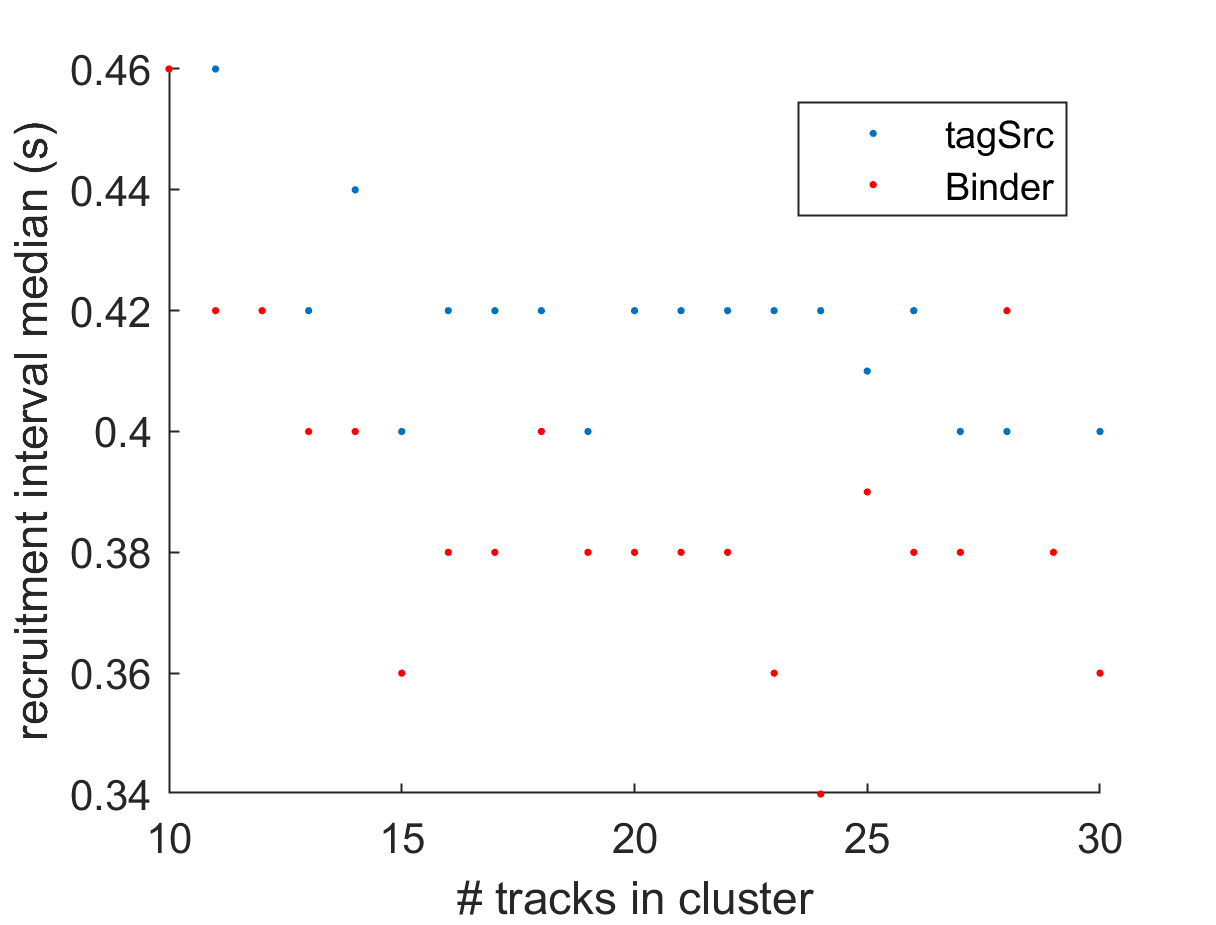 recruitment interval median (s)
0.46
0.44
0.42
0.4
0.38
0.36
0.34
10 15 20 25 30
# tracks in cluster
tagSrc
Binder